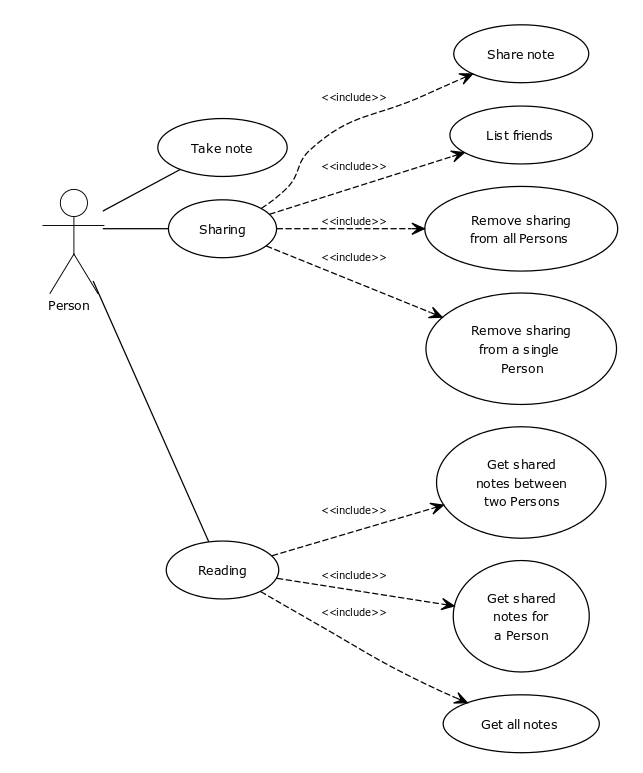 Share note
<<include>>
List friends
Take note
<<include>>
Remove sharing
from all Persons
<<include>>
Sharing
<<include>>
Person
Remove sharing
from a single
Person
Get shared
notes between
two Persons
<<include>>
Reading
<<include>>
Get shared
notes for
a Person
<<include>>
Get all notes